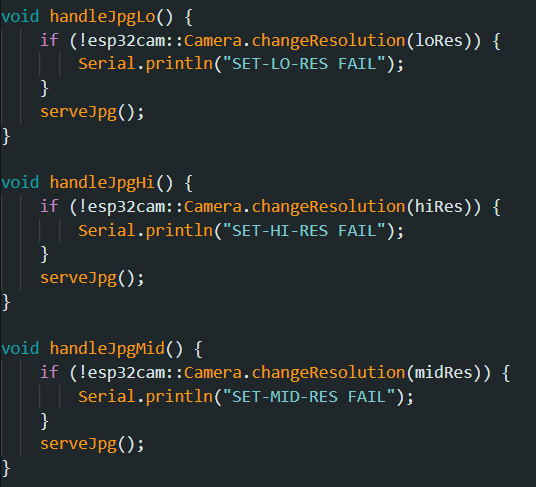 void handleJpgLo() {
    if (!esp32cam::Camera.changeResolution(loRes)) {
        Serial.println("SET-LO-RES FAIL");
    }
    serveJpg();
}

void handleJpgHi() {
    if (!esp32cam::Camera.changeResolution(hiRes)) {
        Serial.println("SET-HI-RES FAIL");
    }
    serveJpg();
}

void handleJpgMid() {
    if (!esp32cam::Camera.changeResolution(midRes)) {
        Serial.println("SET-MID-RES FAIL");
    }
    serveJpg();
}